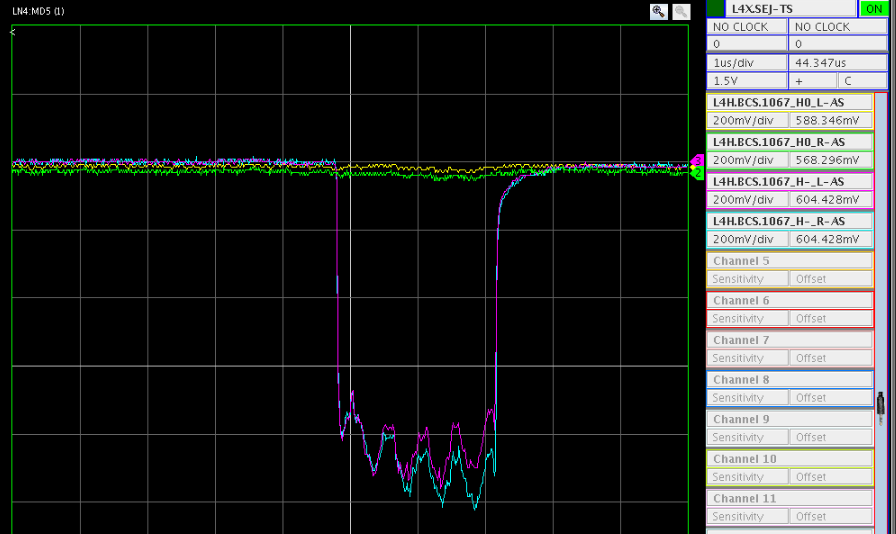 LN4:MD5 (1)
L4X.SEJ-TS ON
NO CLOCK NO CLOCK
0 0
1us/div 44.347us
1.5V + C
L4H.BCS.1067_H0_L-AS
200mV/div 588.346mV
L4H.BCS.1067_H0_R-AS
200mV/div 568.296mV
L4H.BCS.1067_H-_L-AS
200mV/div 604.428mV
L4H.BCS.1067_H-_R-AS
200mV/div 604.428mV
Channel 5
Sensitivity Offset
Channel 6
Sensitivity Offset
Channel 7
Sensitivity Offset
Channel 8
Sensitivity Offset
Channel 9
Sensitivity Offset
Channel 10
Sensitivity Offset
Channel 11
Sensitivity Offset